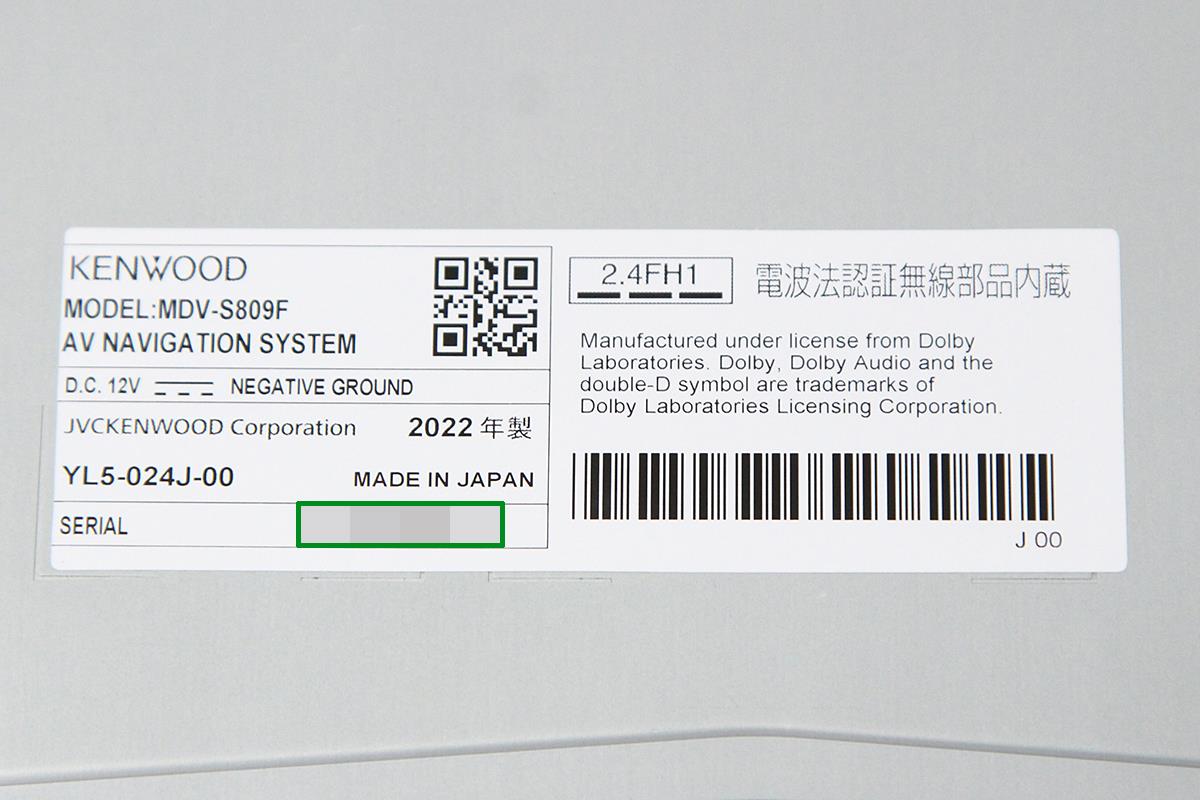 KENWOOD
MODEL:MDV-S809F
AV NAVIGATION SYSTEM
D.C. 12V NEGATIVE GROUND
JVCKENWOOD Corporation 2022 年製
YL5-024J-00 MADE IN JAPAN
SERIAL
2.4FH1 電波法認証無線部品内蔵
Manufactured under license from Dolby
Laboratories. Dolby, Dolby Audio and the
double-D symbol are trademarks of
Dolby Laboratories Licensing Corporation.
J 00